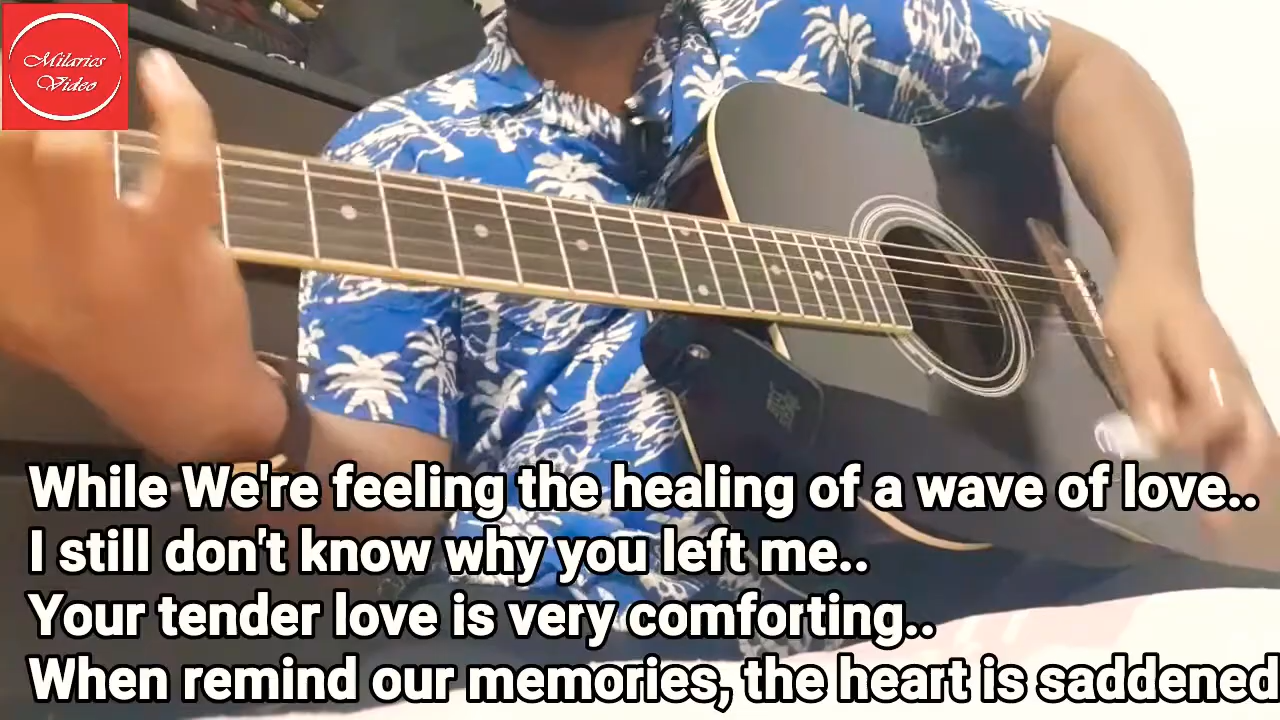 Milarics
Video
While We're feeling the healing of a wave of love..
I still don't know why you left me..
Your tender love is very comforting..
When remind our memories, the heart is saddened